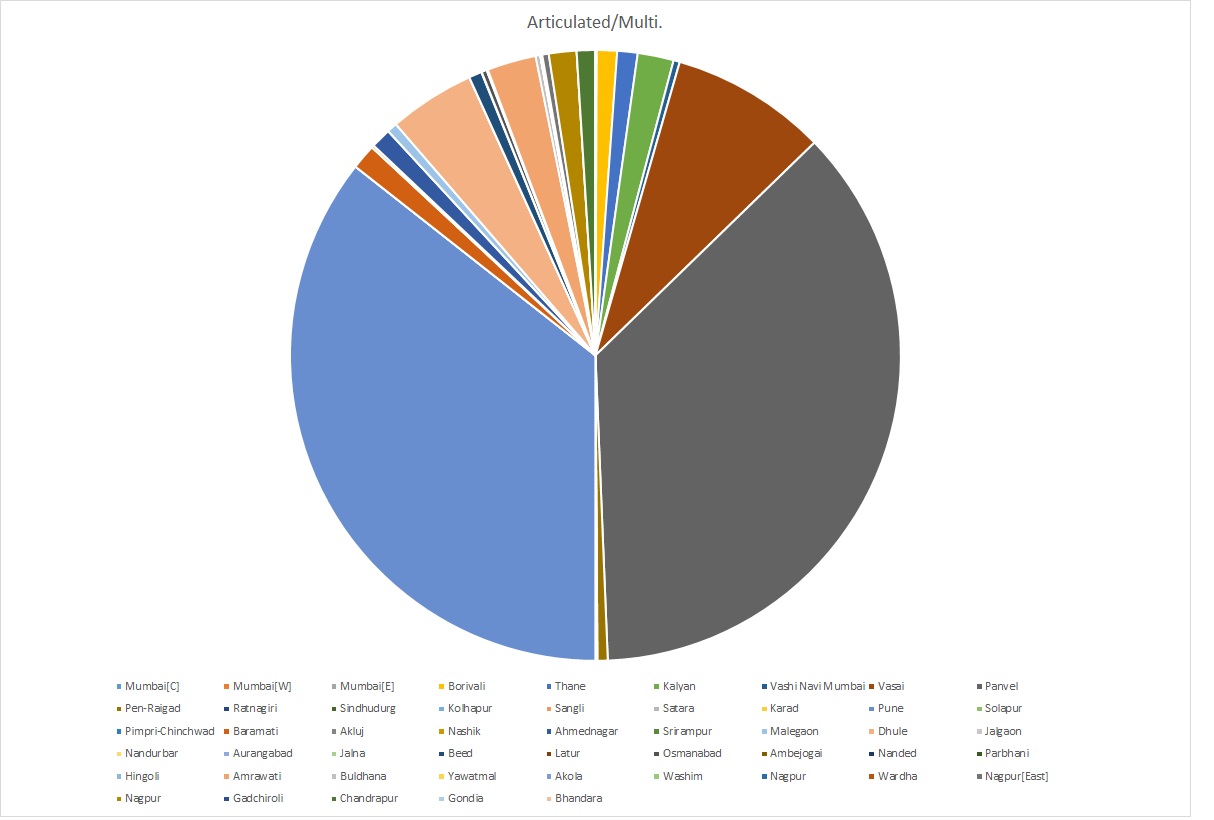 Articulated/Multi.
Mumbai[C] Mumbai[W] Mumbai[E] Borivali Thane Kalyan Vashi Navi Mumbai Vasai Panvel
Pen-Raigad Ratnagiri Sindhudurg Kolhapur Sangli Satara Karad Pune Solapur
Pimpri-Chinchwad Baramati Akluj Nashik Ahmednagar Srirampur Malegaon Dhule Jalgaon
Nandurbar Aurangabad Jalna Beed Latur Osmanabad Ambejogai Nanded Parbhani
Hingoli Amrawati Buldhana Yawatmal Akola Washim Nagpur Wardha Nagpur[East]
Nagpur Gadchiroli Chandrapur Gondia Bhandara